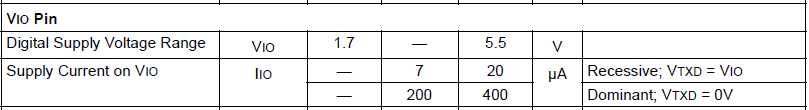 VIO Pin
Digital Supply Voltage Range VIO 1.7 — 5.5 V
Supply Current on VIO IIO — 7 20 µA Recessive; VTXD = VIO
— 200 400 Dominant; VTXD = 0V